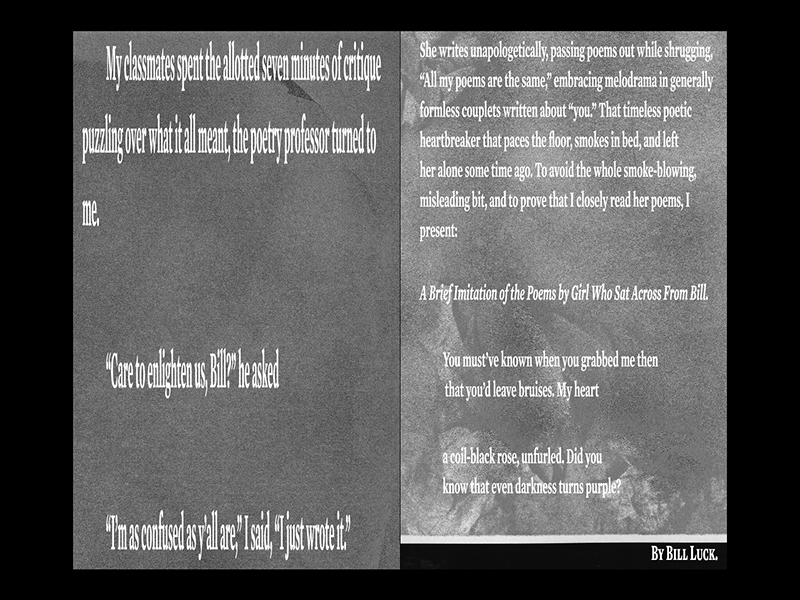 My classmates spent the allotted seven minutes of critique
puzzling over what it all meant, the poetry professor turned to
me.
“Care to enlighten us, Bill?” he asked
“I’m as confused as y’all are,” I said, “I just wrote it.”
She writes unapologetically, passing poems out while shrugging,
“All my poems are the same,” embracing melodrama in generally
formless couplets written about “you.” That timeless poetic
heartbreaker that paces the floor, smokes in bed, and left
her alone some time ago. To avoid the whole smoke-blowing,
misleading bit, and to prove that I closely read her poems, I
present:
A Brief Imitation of the Poems by Girl Who Sat Across From Bill.
You must’ve known when you grabbed me then
that you’d leave bruises. My heart
a coil-black rose, unfurled. Did you
know that even darkness turns purple?
By Bill Luck.